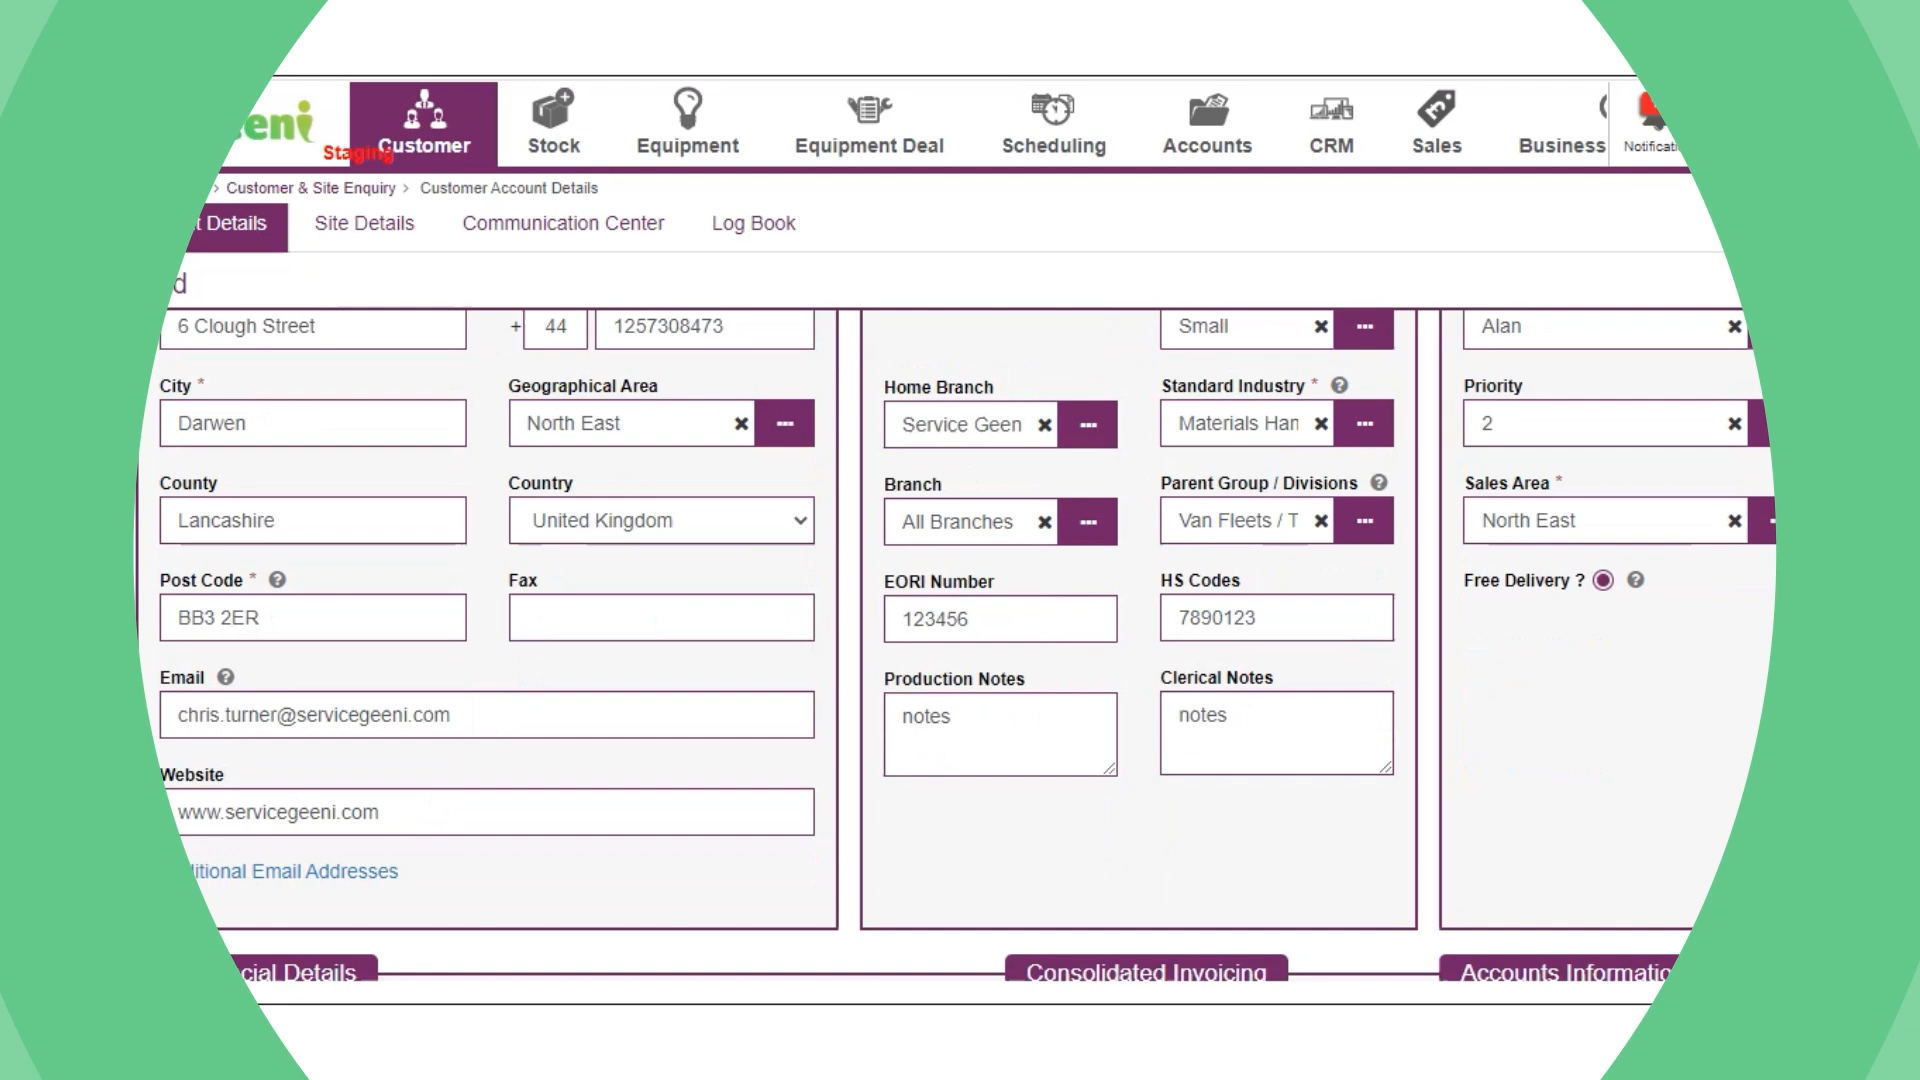 eni
Staging
Customer
Stock
Equipment
Equipment Deal
Scheduling
Accounts
CRM
Sales
Business
> Customer & Site Enquiry > Customer Account Details
Details
Site Details
Communication Center
Log Book
d
6 Clough Street
+ 44 1257308473
Small
Alan
City *
Geographical Area
Home Branch
Standard Industry *
Priority
Darwen
North East
Service Geen
Materials Han
2
County
Country
Branch
Parent Group / Divisions
Sales Area *
Lancashire
United Kingdom
All Branches
Van Fleets / T
North East
Post Code *
Fax
EORI Number
HS Codes
Free Delivery ?
BB3 2ER
123456
7890123
Email
Production Notes
Clerical Notes
chris.turner@servicegeeni.com
notes
notes
Website
www.servicegeeni.com
itional Email Addresses
cial Details
Consolidated Invoicing
Accounts Informatio